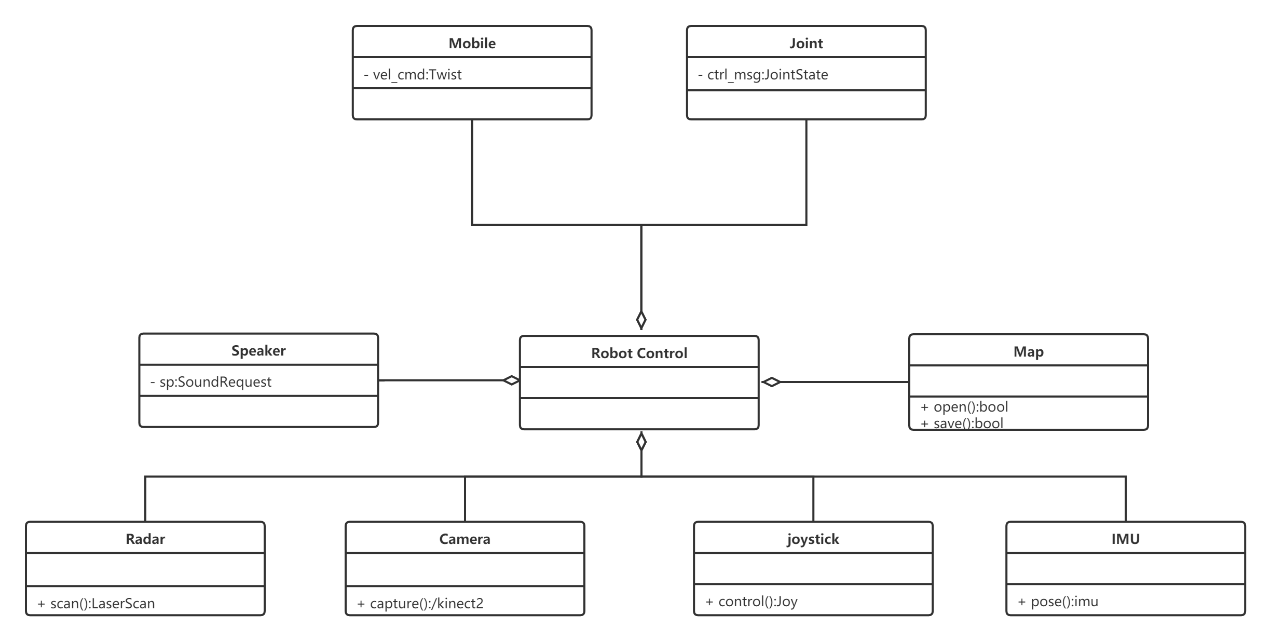 Mobile
- vel_cmd:Twist
Joint
- ctrl_msg:JointState
Speaker
- sp:SoundRequest
Robot Control
Map
+ open():bool
+ save():bool
Radar
+ scan():LaserScan
Camera
+ capture():/kinect2
joystick
+ control():Joy
IMU
+ pose():imu